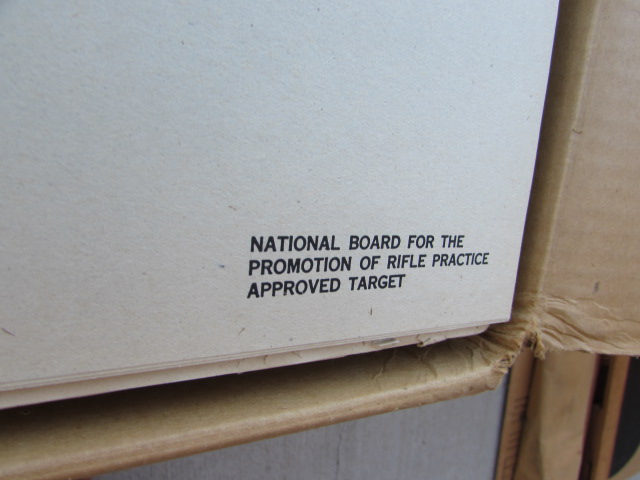 NATIONAL BOARD FOR THE
PROMOTION OF RIFLE PRACTICE
APPROVED TARGET